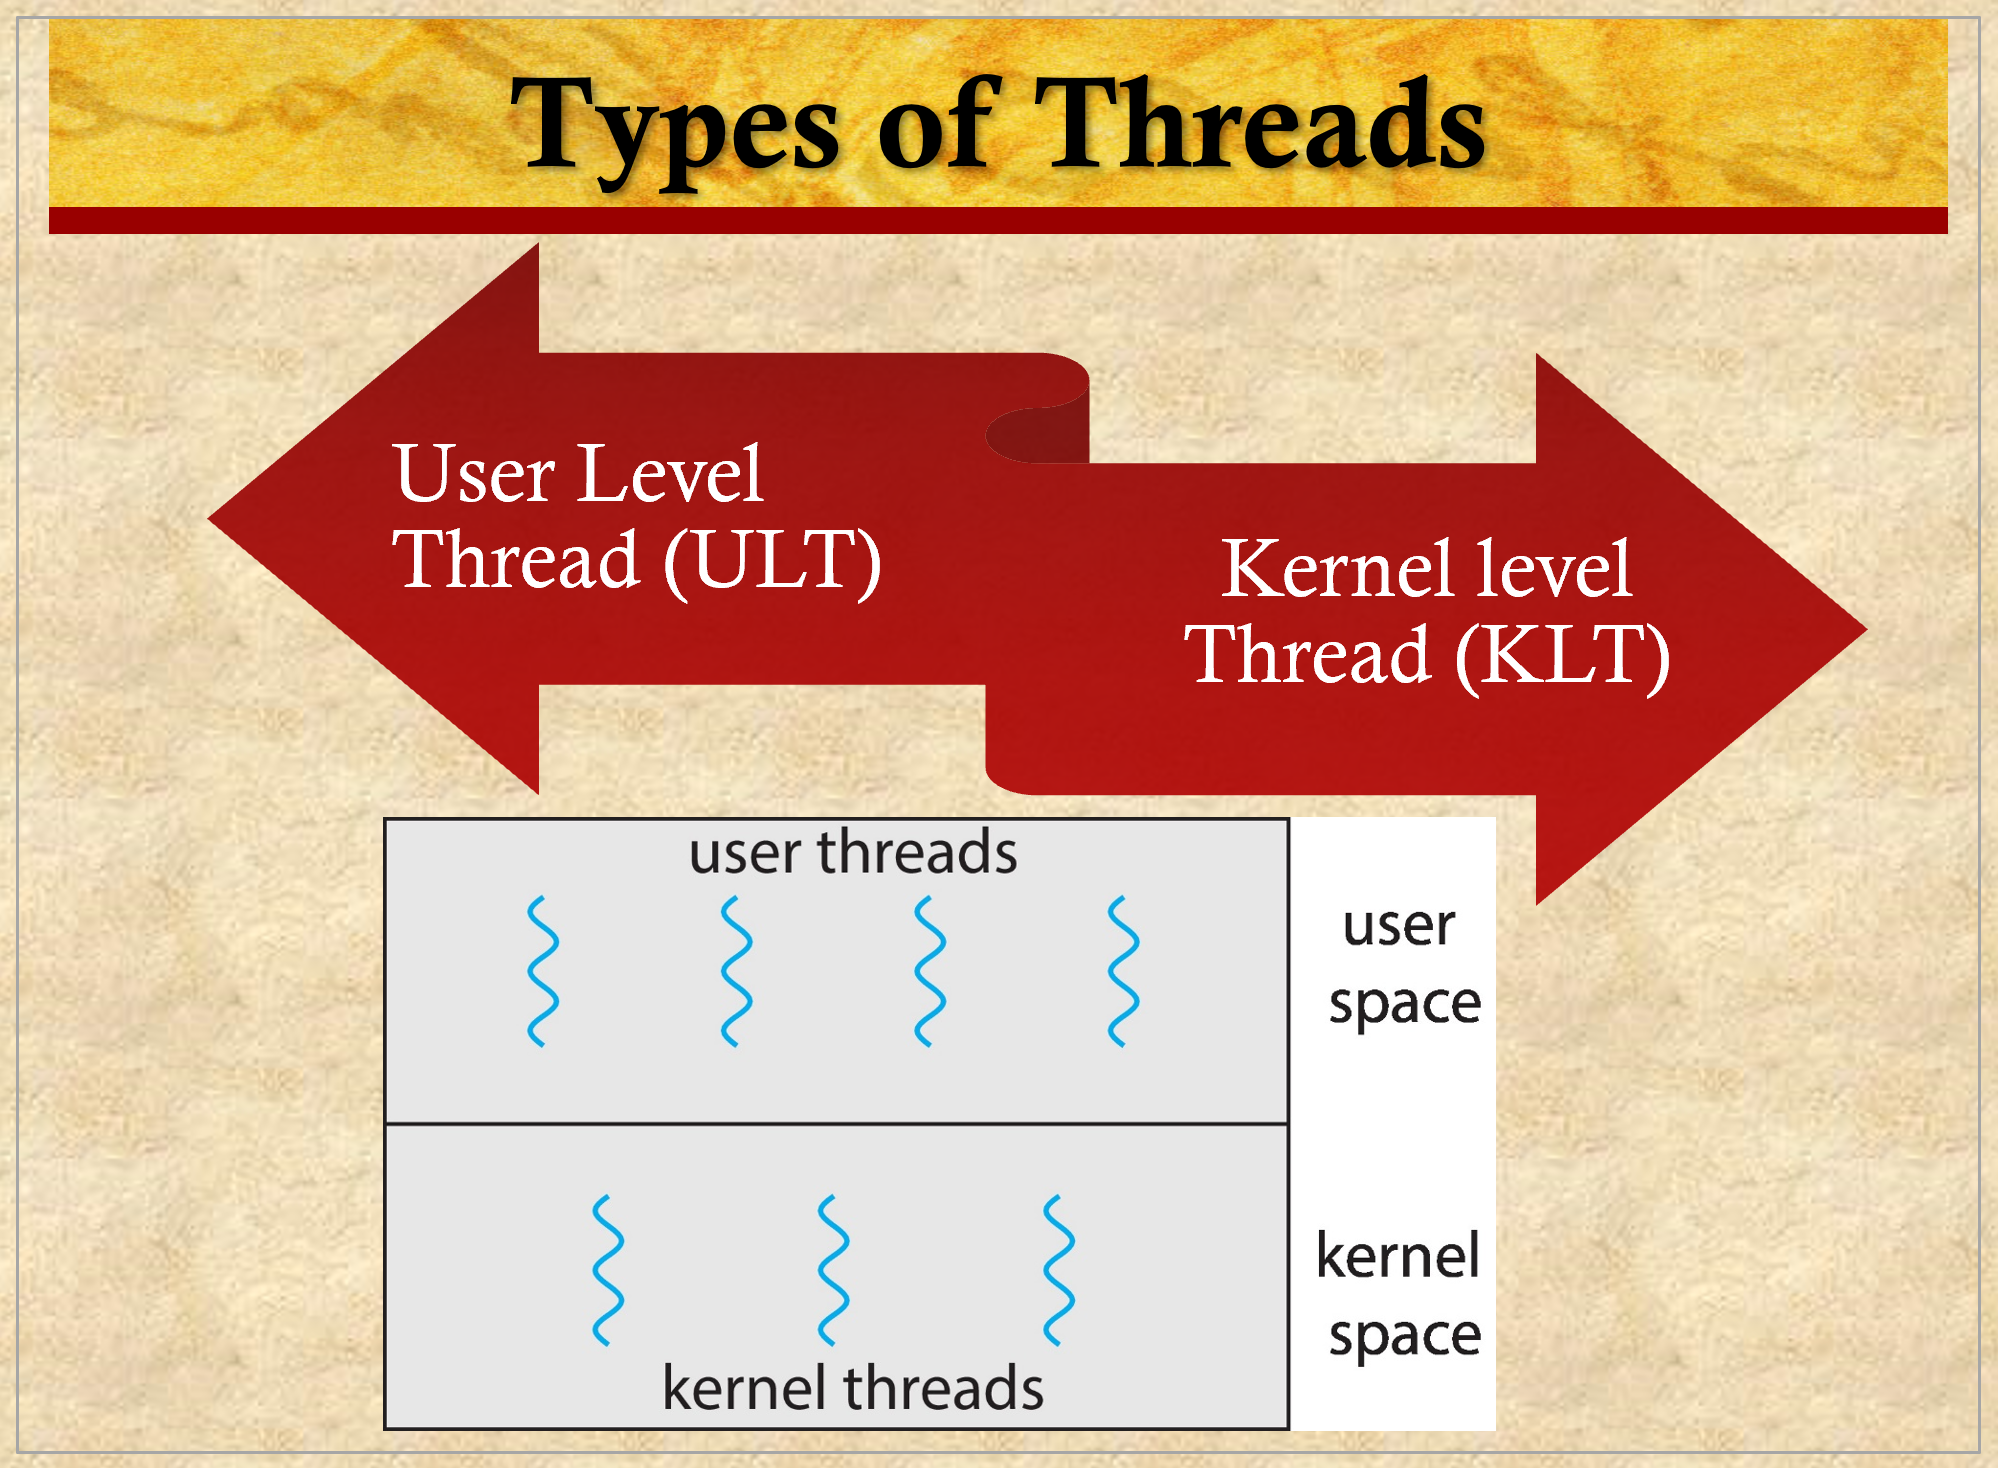 Types of Threads
User Level
Thread (ULT)
Kernel level
Thread (KLT)
user threads
user
space
kernel
space
kernel threads